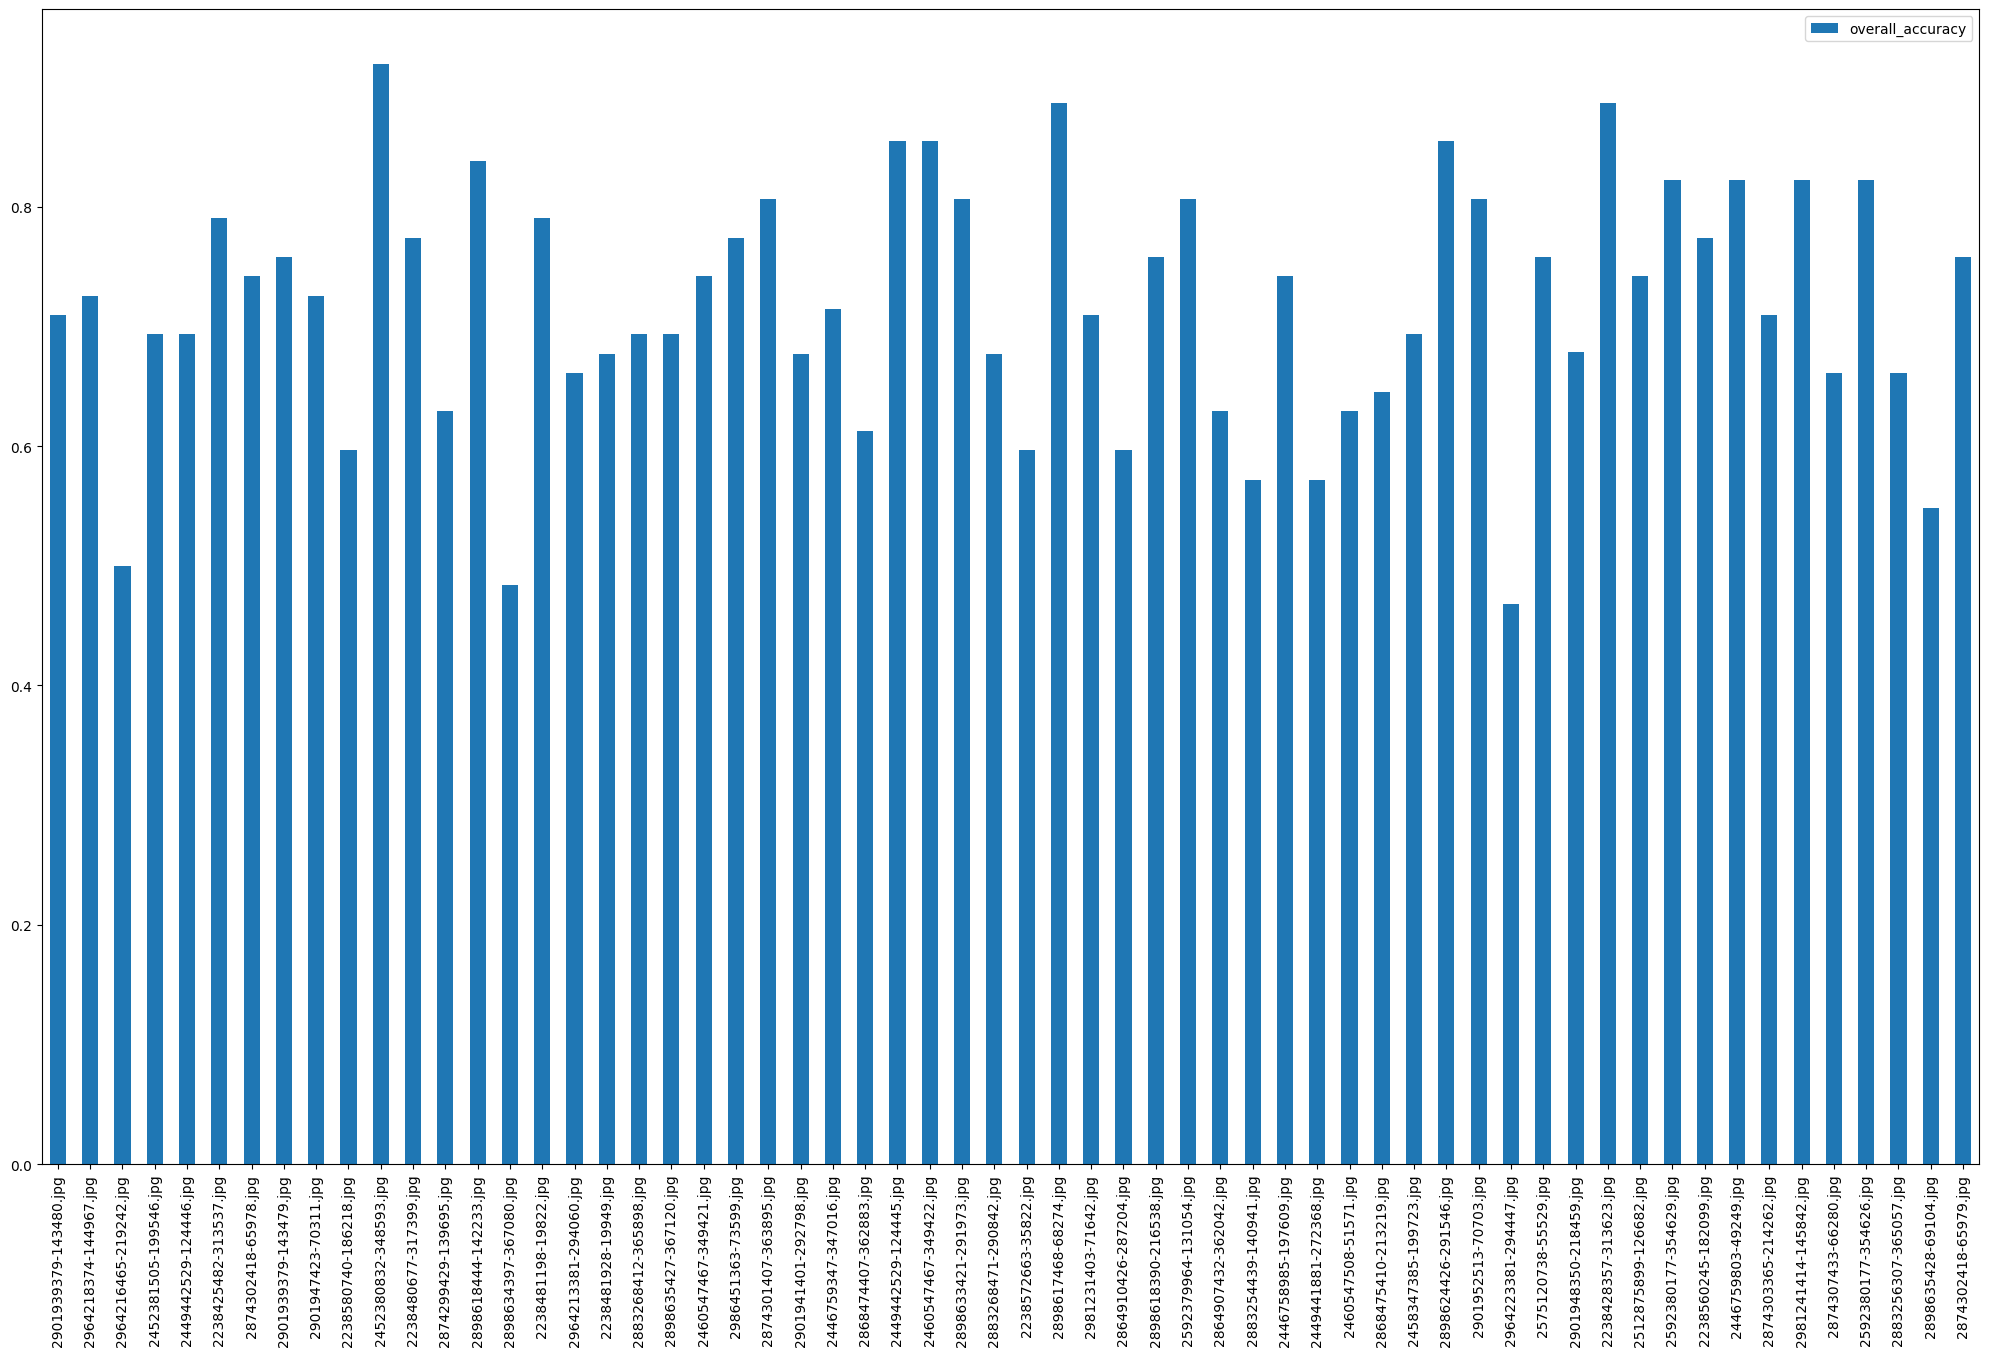 overall_accuracy
0.8
0.6
0.4
0.2
0.0
2901939379-143480.jpg
2964218374-144967.jpg
2964216465-219242.jpg
2452381505-199546.jpg
2449442529-124446.jpg
2238425482-313537.jpg
2874302418-65978.jpg
2901939379-143479.jpg
2901947423-70311.jpg
2238580740-186218.jpg
2452380832-348593.jpg
2238480677-317399.jpg
2874299429-139695.jpg
2898618444-142233.jpg
2898634397-367080.jpg
2238481198-19822.jpg
2964213381-294060.jpg
2238481928-19949.jpg
2883268412-365898.jpg
2898635427-367120.jpg
2460547467-349421.jpg
2986451363-73599.jpg
2874301407-363895.jpg
2901941401-292798.jpg
2446759347-347016.jpg
2868474407-362883.jpg
2449442529-124445.jpg
2460547467-349422.jpg
2898633421-291973.jpg
2883268471-290842.jpg
2238572663-35822.jpg
2898617468-68274.jpg
2981231403-71642.jpg
2864910426-287204.jpg
2898618390-216538.jpg
2592379964-131054.jpg
2864907432-362042.jpg
2883254439-140941.jpg
2446758985-197609.jpg
2449441881-272368.jpg
2460547508-51571.jpg
2868475410-213219.jpg
2458347385-199723.jpg
2898624426-291546.jpg
2901952513-70703.jpg
2964223381-294447.jpg
2575120738-55529.jpg
2901948350-218459.jpg
2238428357-313623.jpg
2512875899-126682.jpg
2592380177-354629.jpg
2238560245-182099.jpg
2446759803-49249.jpg
2874303365-214262.jpg
2981241414-145842.jpg
2874307433-66280.jpg
2592380177-354626.jpg
2883256307-365057.jpg
2898635428-69104.jpg
2874302418-65979.jpg